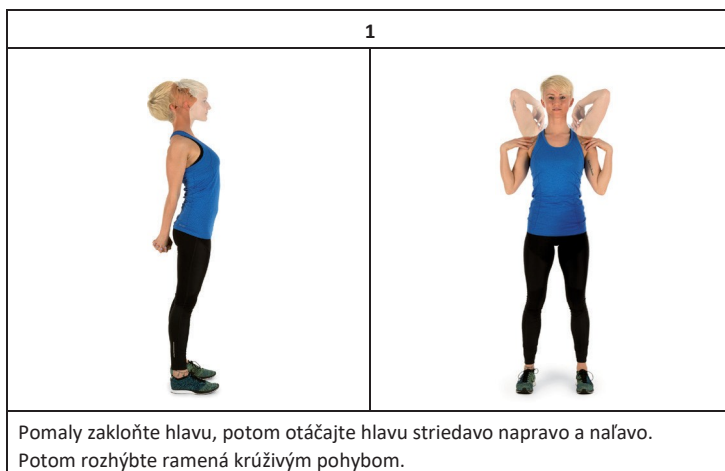 1
Pomaly zakloňte hlavu, potom otáčajte hlavu striedavo napravo a naľavo.
Potom rozhýbte ramená krúživým pohybom.